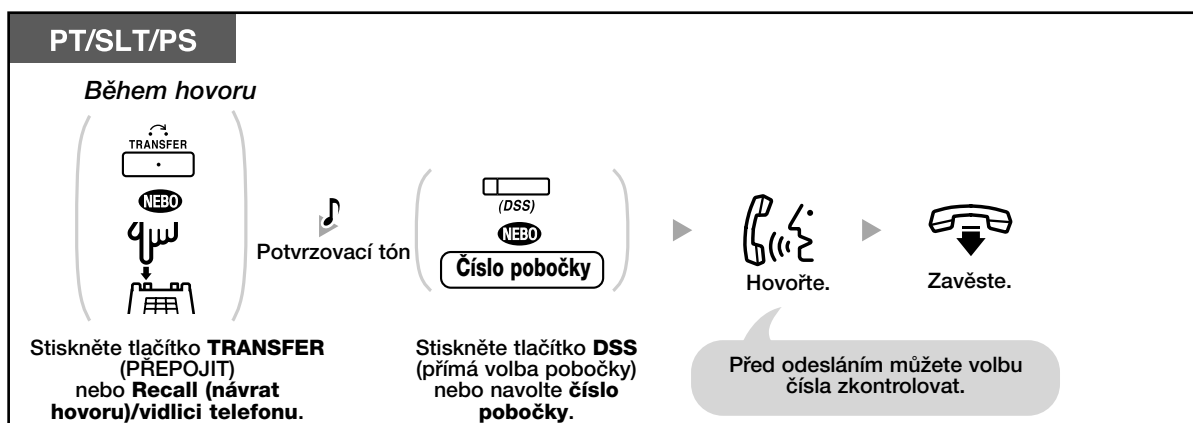 PT/SLT/PS
Během hovoru
TRANSFER
NEBO
Stiskněte tlačítko TRANSFER
(PŘEPOJIT)
nebo Recall (návrat
hovoru)/vidlici telefonu.
Potvrzovací tón
(DSS)
NEBO
Číslo pobočky
Stiskněte tlačítko DSS
(přímá volba pobočky)
nebo navolte číslo
pobočky.
Hovořte.
Před odesláním můžete volbu
čísla zkontrolovat.
Zavěste.